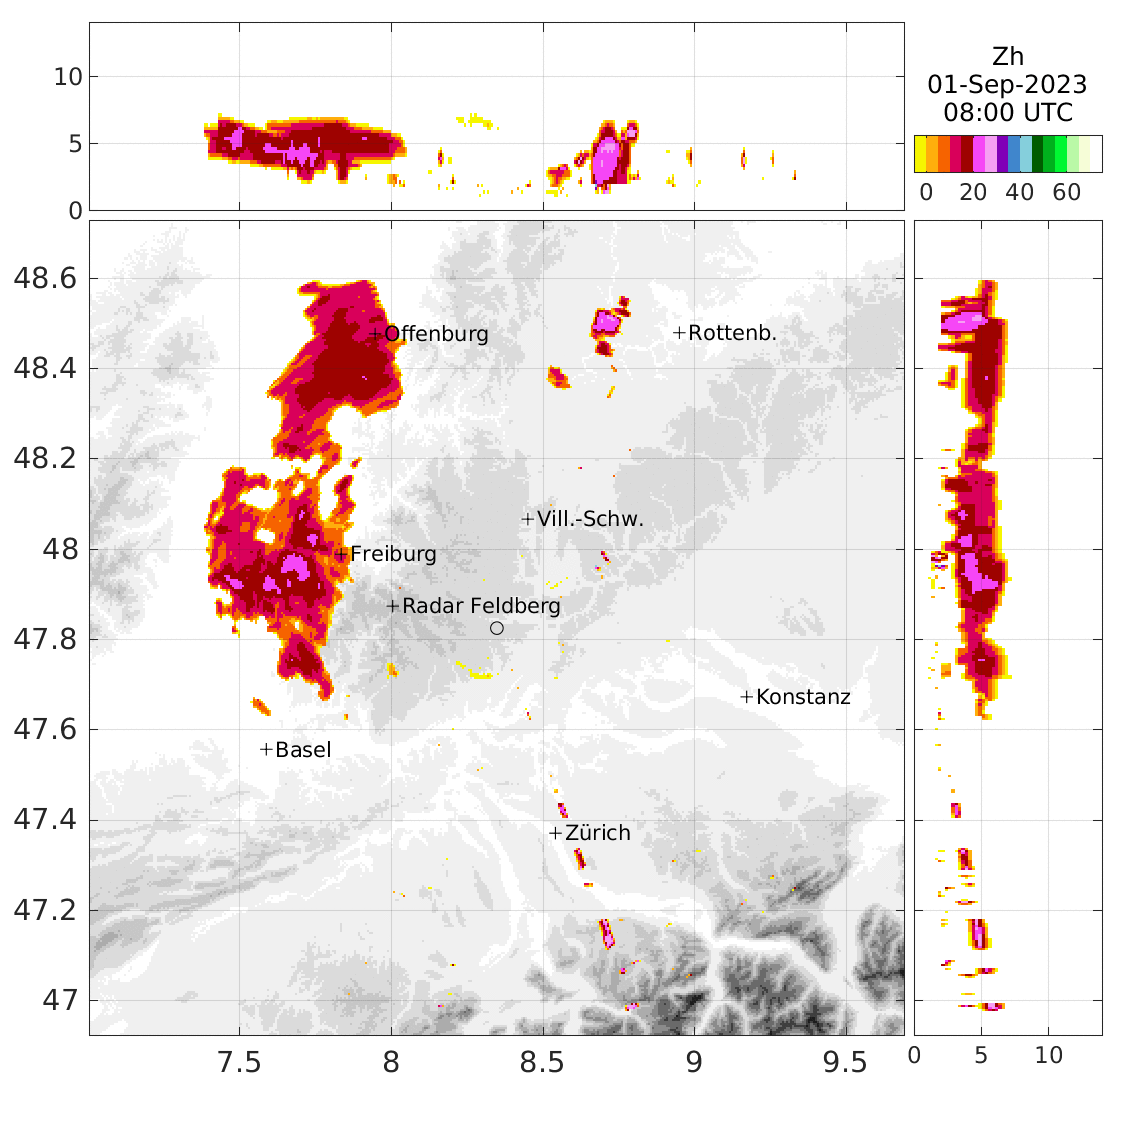 10
5
0
Zh
01-Sep-2023
08:00 UTC
0 20 40 60
48.6
48.4
48.2
48
47.8
47.6
47.4
47.2
47
Offenburg
Rottenb.
Vill.-Schw.
Freiburg
Radar Feldberg
Konstanz
Basel
Zürich
7.5 8 8.5 9 9.5
0 5 10